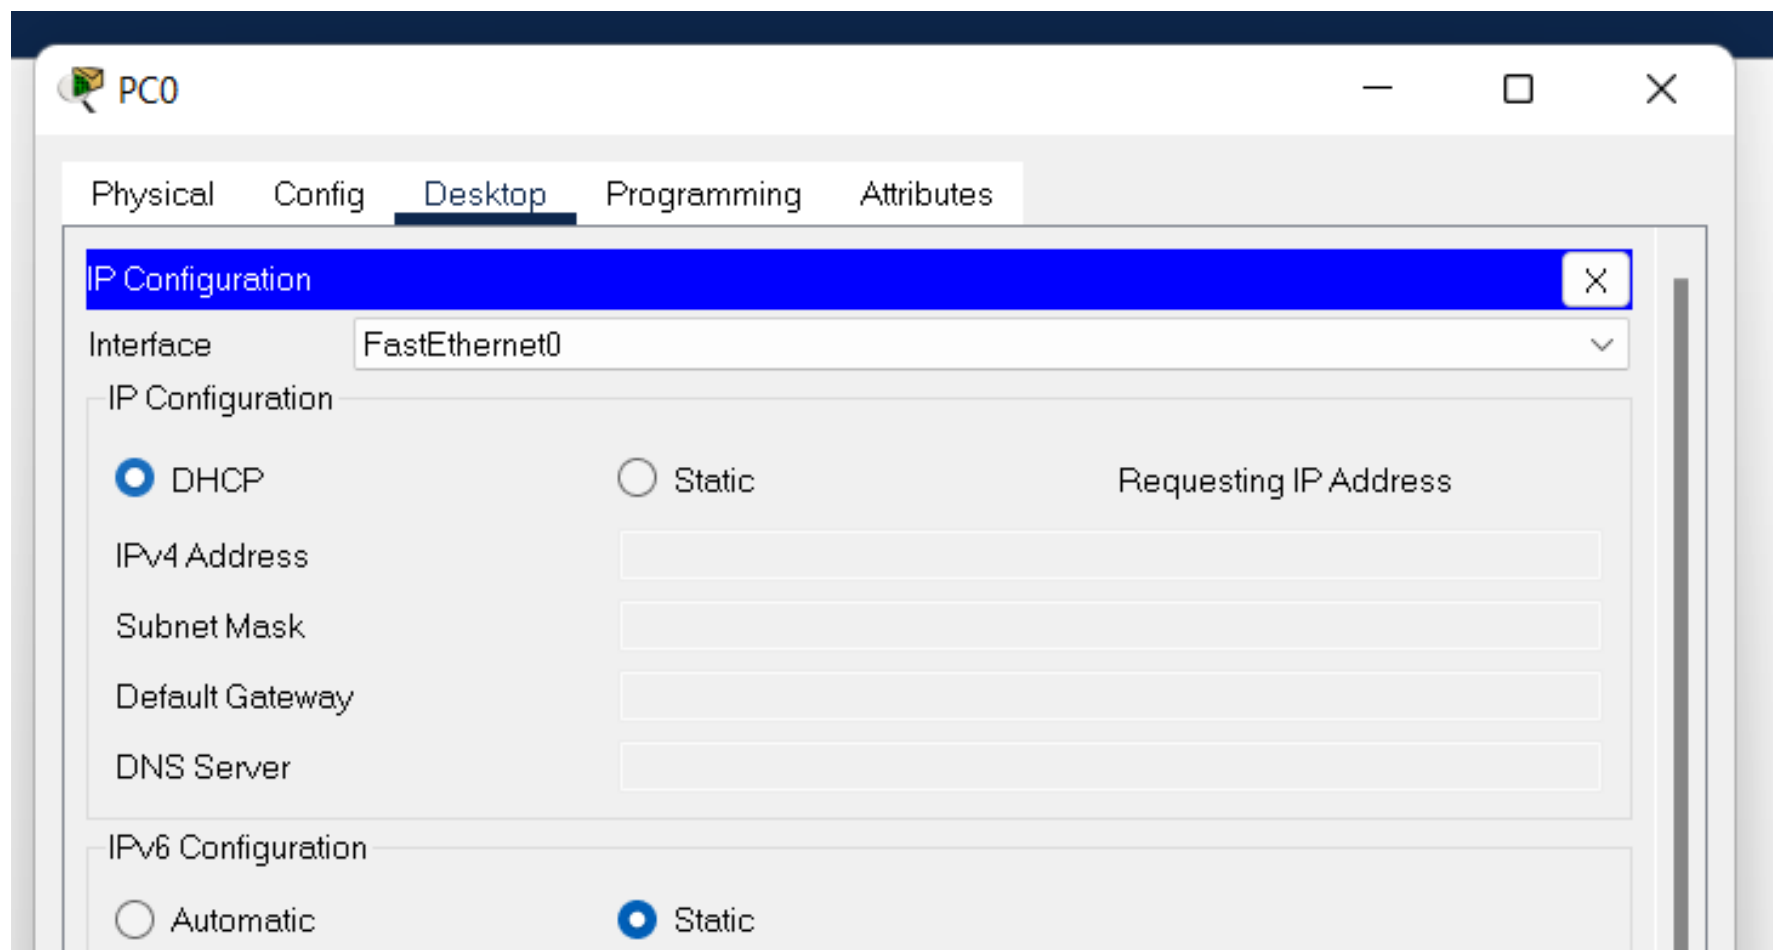 PC0
Physical Config Desktop Programming Attributes
IP Configuration X
Interface FastEthernet0
IP Configuration
DHCP Static Requesting IP Address
IPv4 Address
Subnet Mask
Default Gateway
DNS Server
IPv6 Configuration
Automatic Static